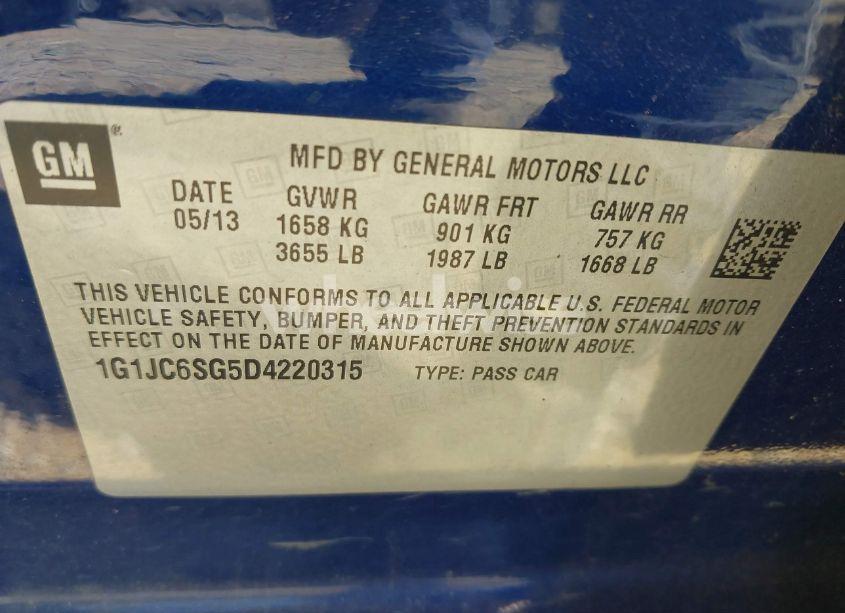 GM
MFD BY GENERAL MOTORS LLC
DATE GVWR GAWR FRT GAWR RR
05/13 1658 KG 901 KG 757 KG
3655 LB 1987 LB 1668 LB
THIS VEHICLE CONFORMS TO ALL APPLICABLE U.S. FEDERAL MOTOR
VEHICLE SAFETY, BUMPER, AND THEFT PREVENTION STANDARDS IN
EFFECT ON THE DATE OF MANUFACTURE SHOWN ABOVE.
1G1JC6SG5D4220315 TYPE: PASS CAR